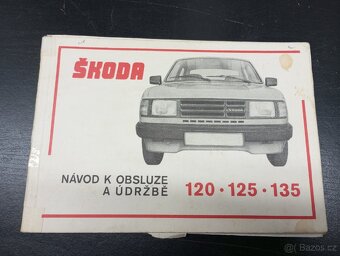 ŠKODA
NÁVOD K OBSLUZE
A ÚDRŽBĚ
120 · 125 · 135
Bazos.cz